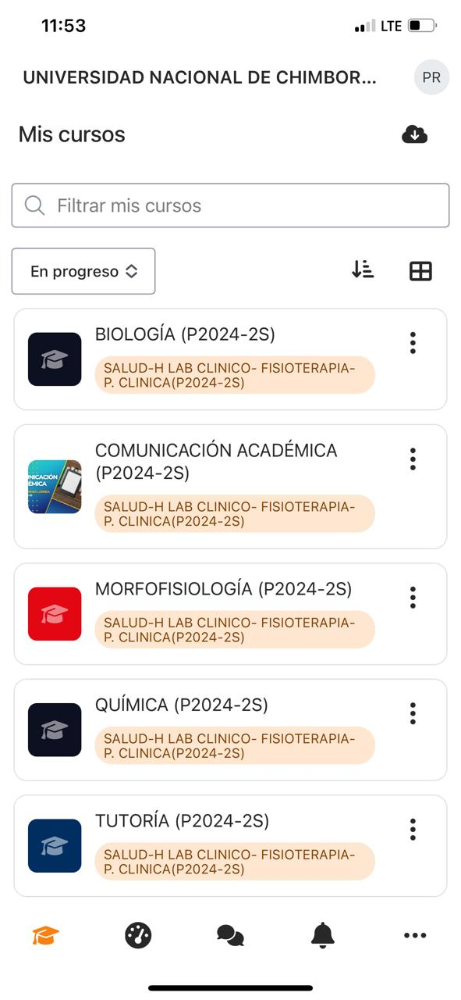 11:53
LTE
UNIVERSIDAD NACIONAL DE CHIMBOR...
PR
Mis cursos
Filtrar mis cursos
En progreso
BIOLOGÍA (P2024-2S)
SALUD-H LAB CLINICO- FISIOTERAPIA-
P. CLINICA(P2024-2S)
COMUNICACIÓN ACADÉMICA
(P2024-2S)
NICACIÓN
ÉMICA
SALUD-H LAB CLINICO- FISIOTERAPIA-
P. CLINICA(P2024-2S)
MORFOFISIOLOGÍA (P2024-2S)
SALUD-H LAB CLINICO- FISIOTERAPIA-
P. CLINICA(P2024-2S)
QUÍMICA (P2024-2S)
SALUD-H LAB CLINICO- FISIOTERAPIA-
P. CLINICA(P2024-2S)
TUTORÍA (P2024-2S)
SALUD-H LAB CLINICO- FISIOTERAPIA-
P. CLINICA(P2024-2S)